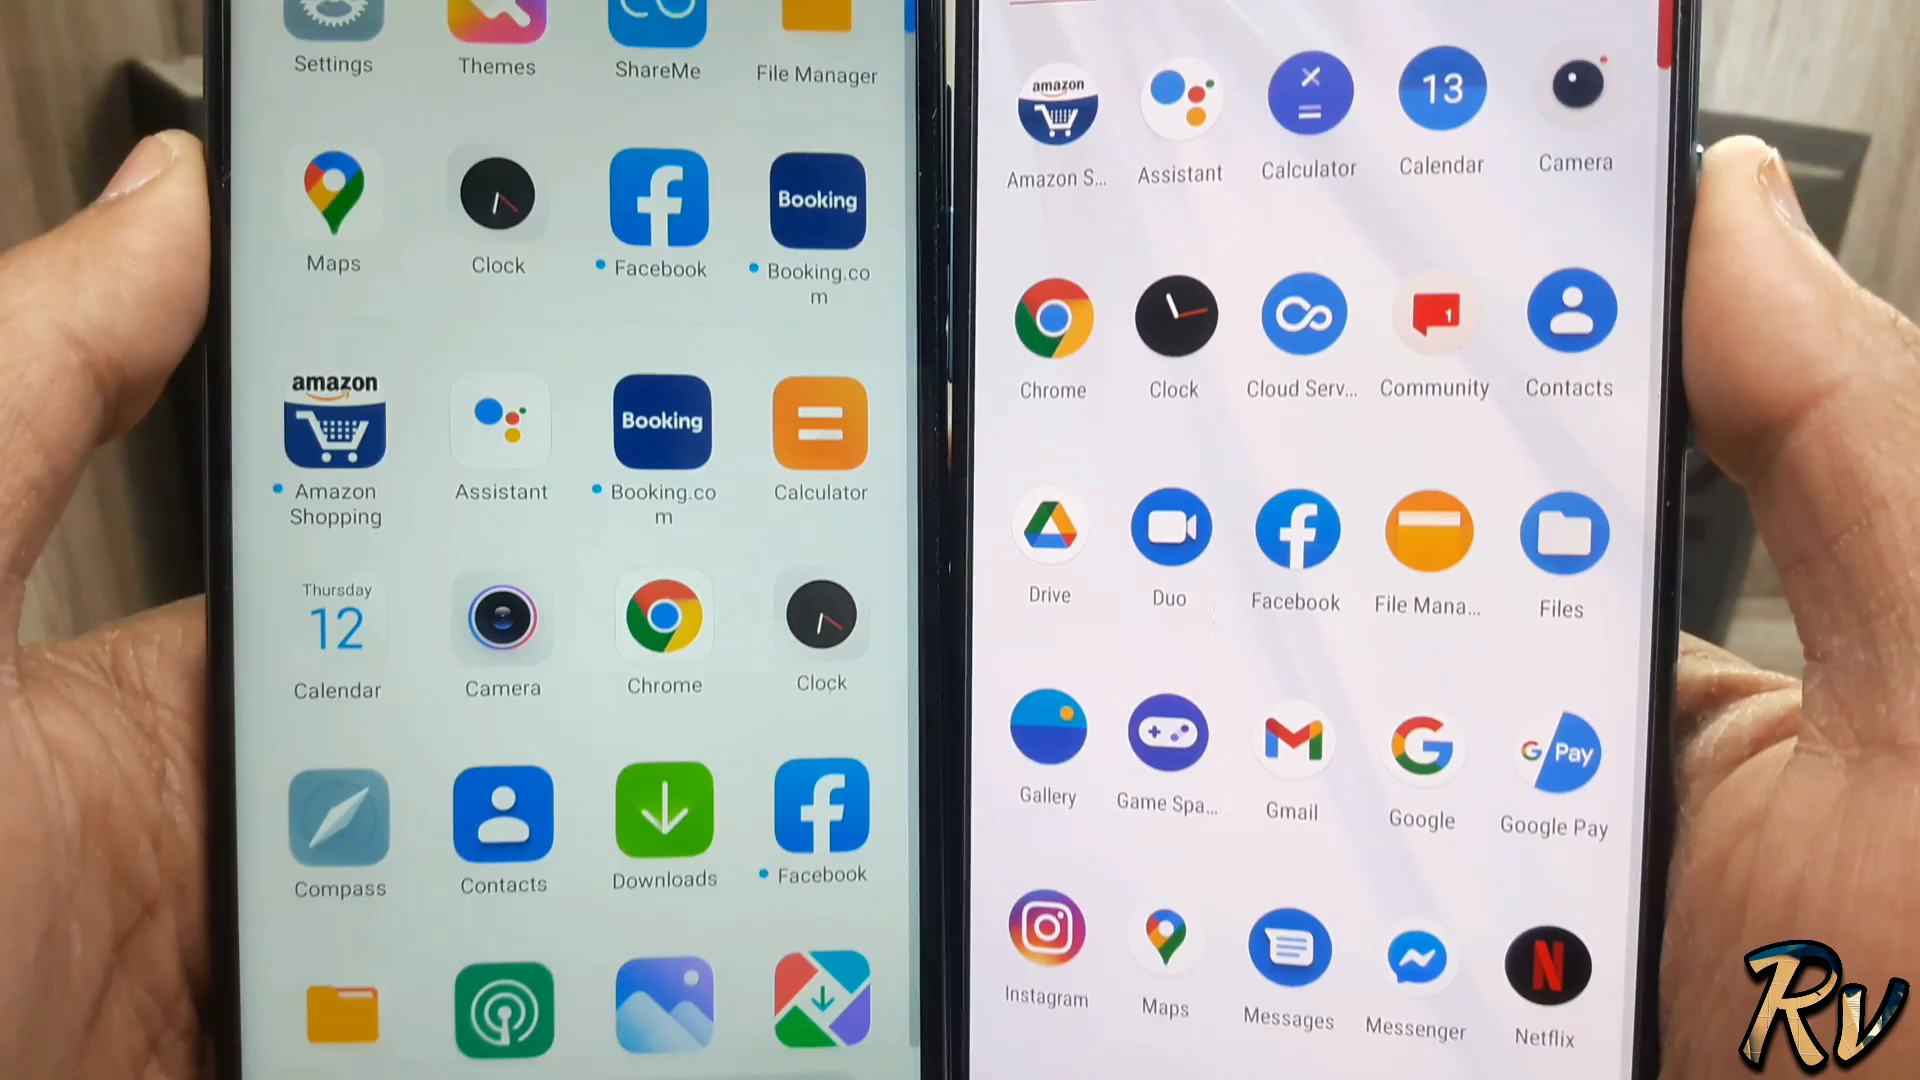 Settings
Themes
ShareMe
File Manager
Maps
Clock
Facebook
Booking
Booking.co
m
amazon
Amazon
Shopping
Assistant
Booking
Booking.co
m
Calculator
Thursday
12
Calendar
Camera
Chrome
Clock
Compass
Contacts
Downloads
Facebook
amazon
Amazon S...
Assistant
Calculator
13
Calendar
Camera
Chrome
Clock
Cloud Serv...
1
Community
Contacts
Drive
Duo
Facebook
File Mana...
Files
Gallery
Game Spa...
Gmail
Google
G Pay
Google Pay
Instagram
Maps
Messages
Messenger
N
Netflix
Rv